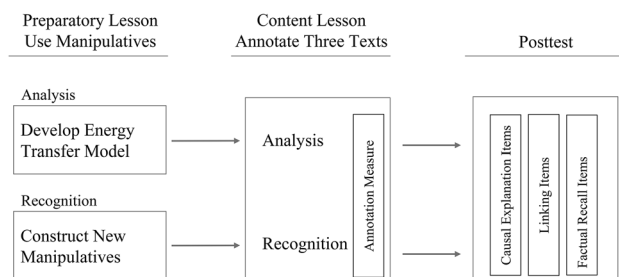 Preparatory Lesson
Use Manipulatives
Content Lesson
Annotate Three Texts
Posttest
Analysis
Develop Energy
Transfer Model
Recognition
Construct New
Manipulatives
Analysis
Recognition
Annotation Measure
Causal Explanation Items
Linking Items
Factual Recall Items